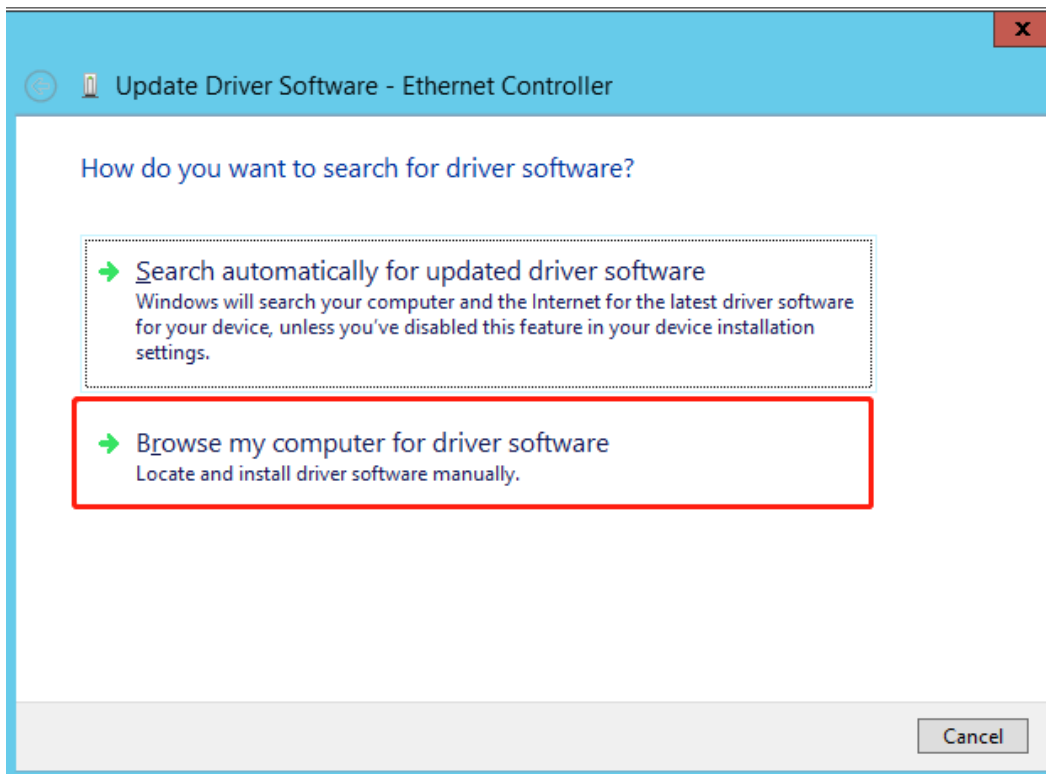 x
Update Driver Software - Ethernet Controller
How do you want to search for driver software?
Search automatically for updated driver software
Windows will search your computer and the Internet for the latest driver software
for your device, unless you've disabled this feature in your device installation
settings.
Browse my computer for driver software
Locate and install driver software manually.
Cancel